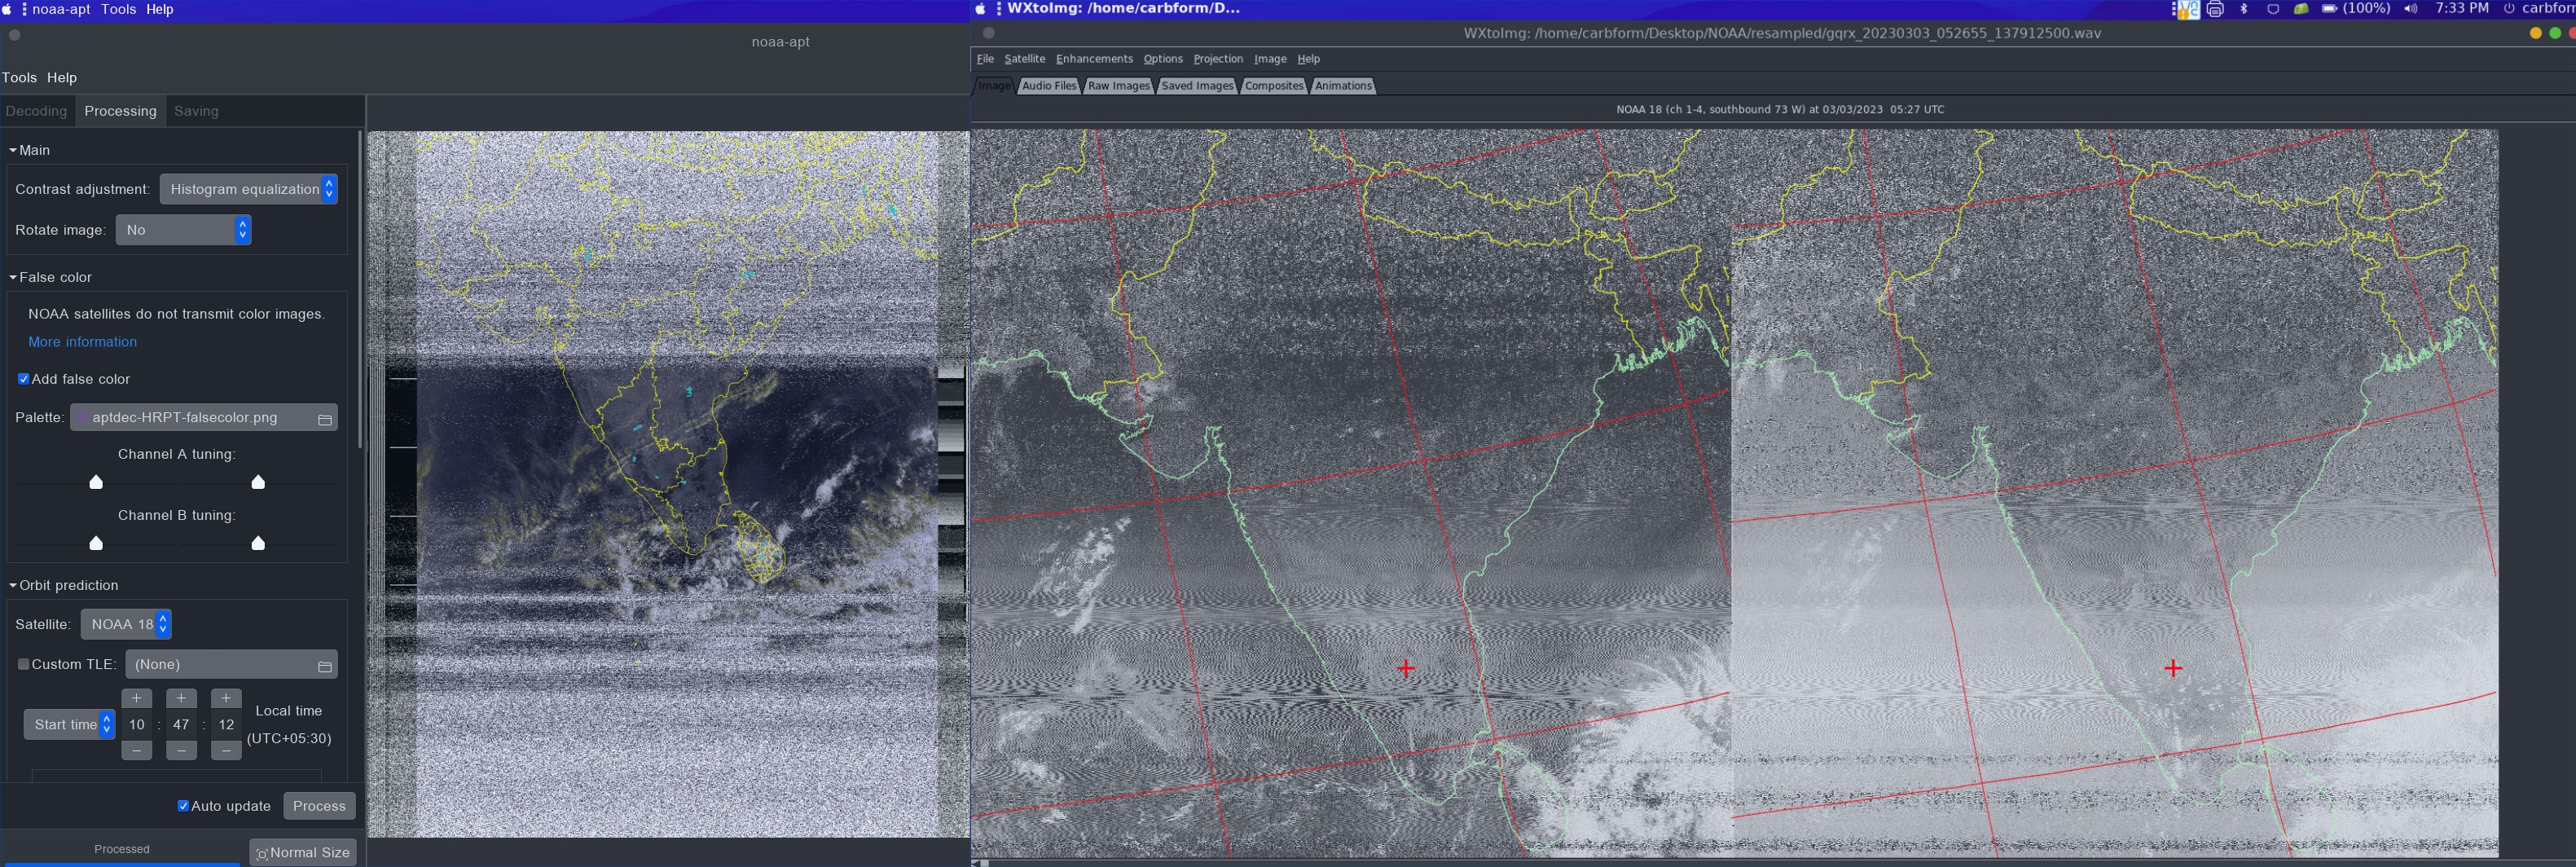 noaa-apt Tools Help
noaa-apt
Tools Help
Decoding Processing Saving
Main
Contrast adjustment: Histogram equalization
Rotate image: No
False color
NOAA satellites do not transmit color images.
More information
Add false color
Palette: aptdec-HRPT-falsecolor.png
Channel A tuning:
Channel B tuning:
Orbit prediction
Satellite: NOAA 18
Custom TLE: (None)
+ + +
Start time 10 : 47 : 12 Local time
(UTC+05:30)
− − −
Auto update Process
Processed Normal Size
WXtoImg: /home/carbform/D...
(100%) 7:33 PM carbform
WXtoImg: /home/carbform/Desktop/NOAA/resampled/gqrx_20230303_052655_137912500.wav
File Satellite Enhancements Options Projection Image Help
Image Audio Files Raw Images Saved Images Composites Animations
NOAA 18 (ch 1-4, southbound 73 W) at 03/03/2023 05:27 UTC